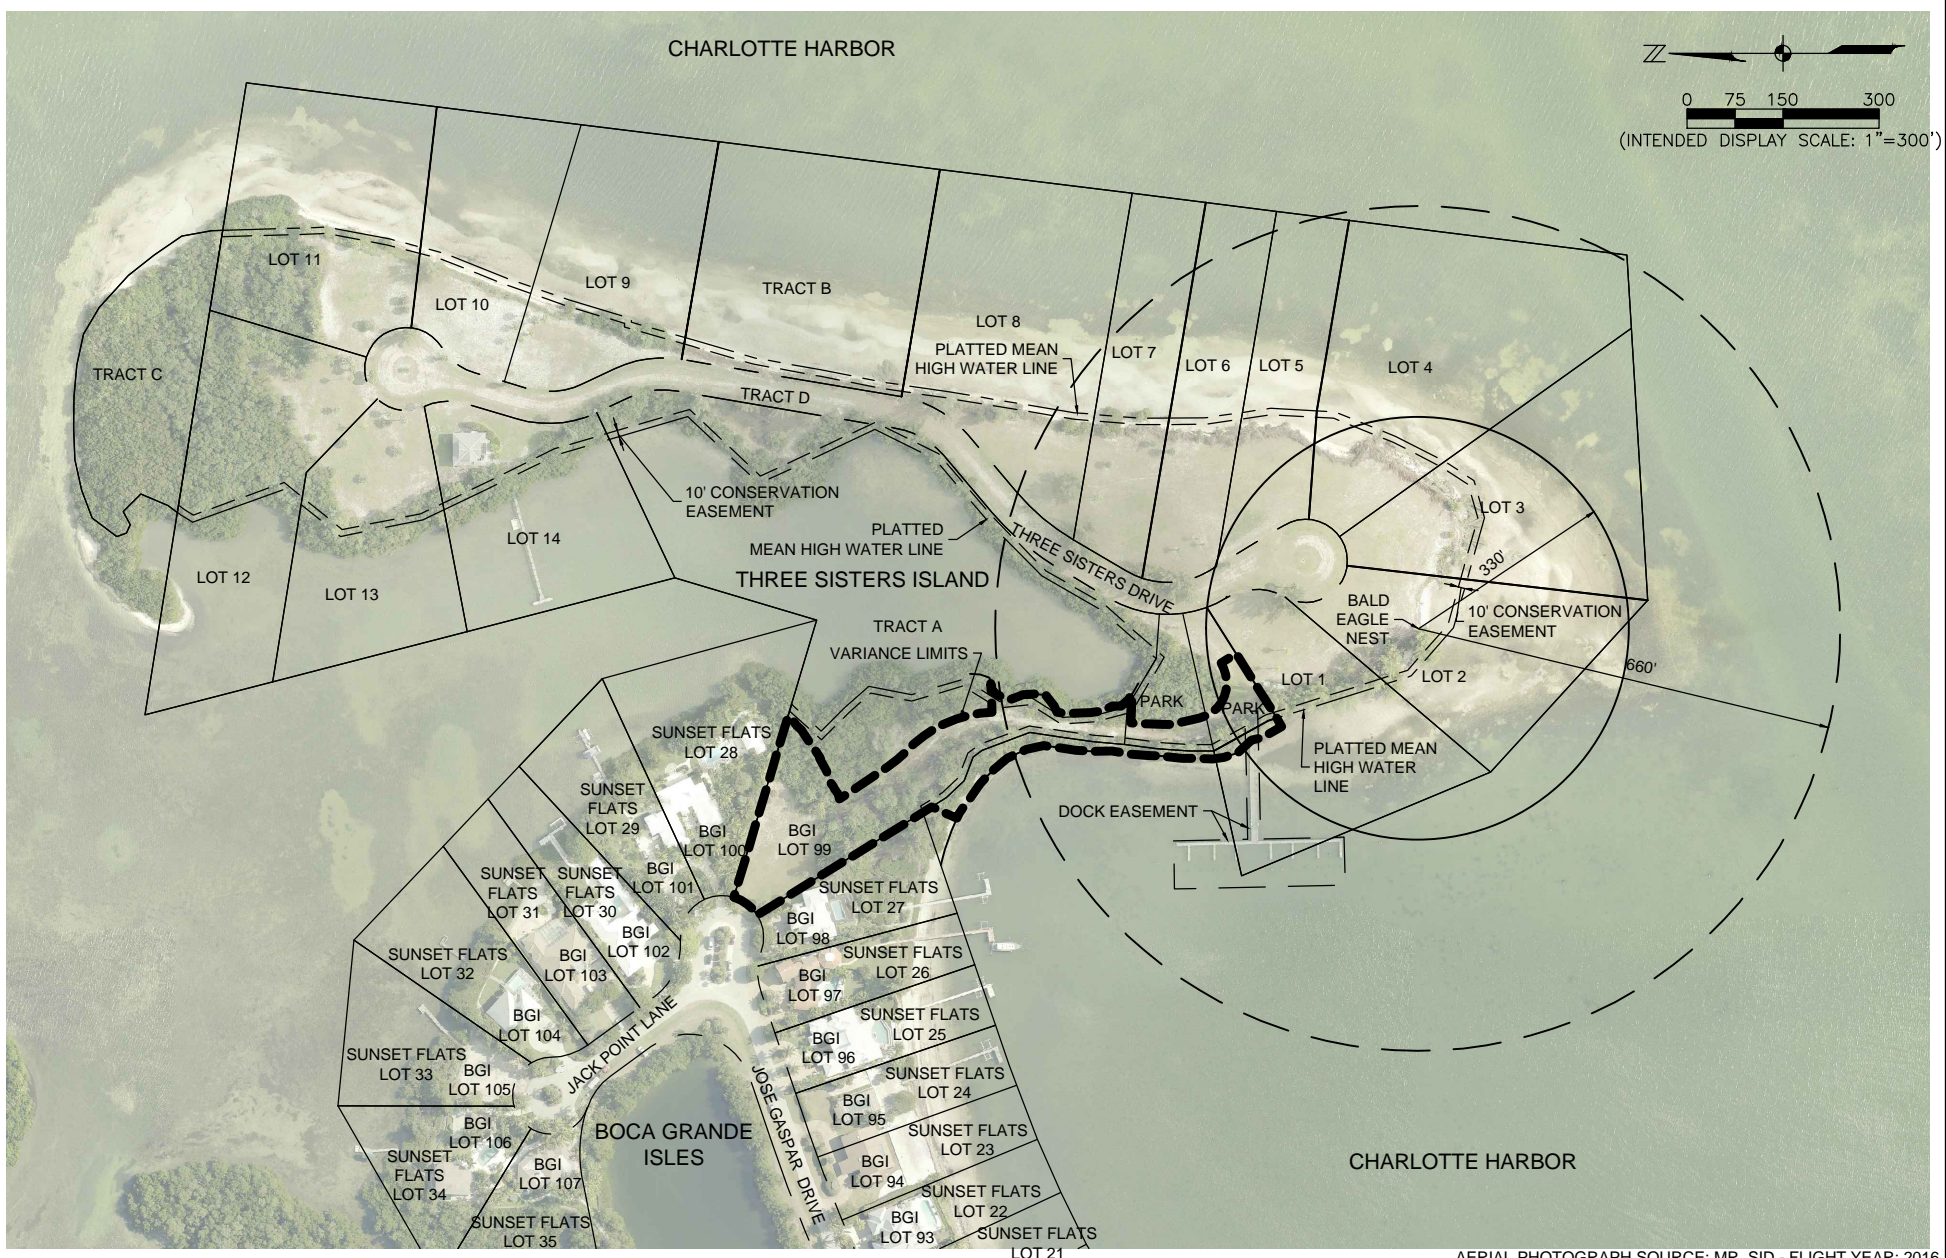 CHARLOTTE HARBOR
N
0 75 150 300
(INTENDED DISPLAY SCALE: 1"=300')
LOT 11
LOT 10
LOT 9
TRACT B
LOT 8
PLATTED MEAN
HIGH WATER LINE
LOT 7
LOT 6
LOT 5
LOT 4
TRACT C
TRACT D
10' CONSERVATION
EASEMENT
LOT 3
PLATTED
MEAN HIGH WATER LINE
THREE SISTERS DRIVE
LOT 14
LOT 12
LOT 13
THREE SISTERS ISLAND
330'
BALD
EAGLE
NEST
10' CONSERVATION
EASEMENT
660'
TRACT A
VARIANCE LIMITS
LOT 1
LOT 2
PARK
PARK
SUNSET FLATS
LOT 28
PLATTED MEAN
HIGH WATER
LINE
DOCK EASEMENT
SUNSET
FLATS
LOT 29
BGI
LOT 100
BGI
LOT 99
BGI
LOT 101
SUNSET
FLATS
LOT 31
SUNSET
FLATS
LOT 30
SUNSET FLATS
LOT 27
BGI
LOT 98
BGI
LOT 102
SUNSET FLATS
LOT 32
BGI
LOT 103
SUNSET FLATS
LOT 26
BGI
LOT 97
BGI
LOT 104
JACK POINT LANE
SUNSET FLATS
LOT 25
BGI
LOT 96
SUNSET FLATS
LOT 33
BGI
LOT 105
SUNSET FLATS
LOT 24
BGI
LOT 95
JOSE GASPAR DRIVE
BGI
LOT 106
BOCA GRANDE
ISLES
SUNSET FLATS
LOT 23
SUNSET
FLATS
LOT 34
BGI
LOT 107
BGI
LOT 94
CHARLOTTE HARBOR
SUNSET FLATS
LOT 22
SUNSET FLATS
LOT 35
BGI
LOT 93
SUNSET FLATS
LOT 21
AERIAL PHOTOGRAPH SOURCE: MR. SID - FLIGHT YEAR: 2016